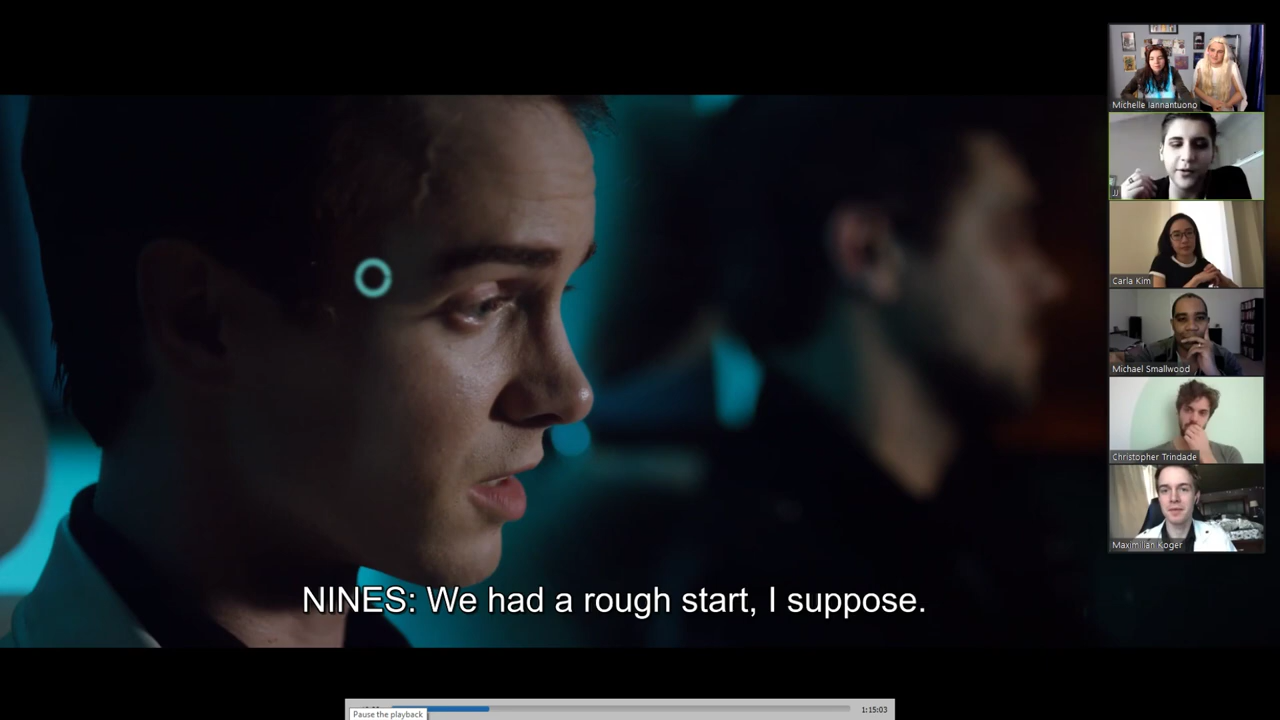 Michelle Iannantuono
JJ
Carla Kim
Michael Smallwood
Christopher Trindade
Maximilian Koger
NINES: We had a rough start, I suppose.
Pause the playback
1:15:03